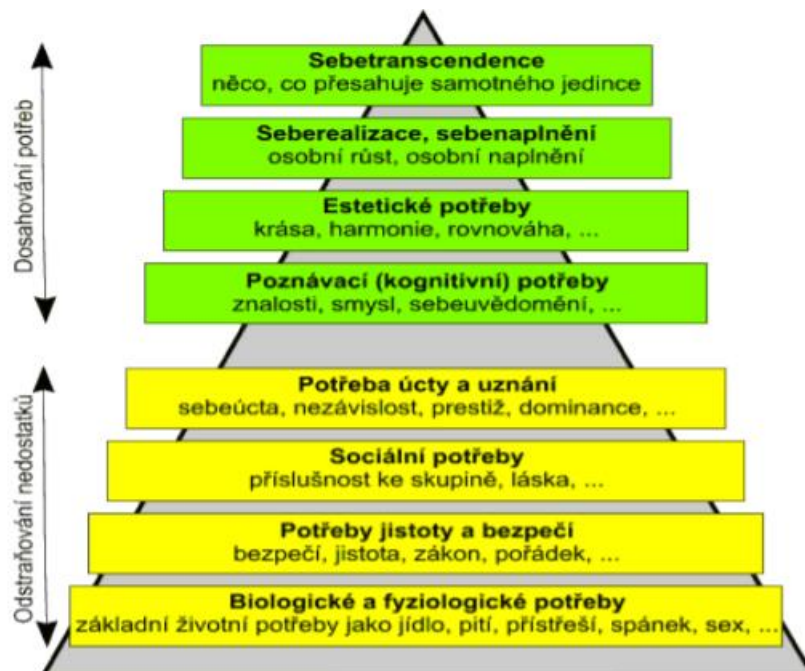 Sebetranscendence
něco, co přesahuje samotného jedince
Seberealizace, sebenaplnění
osobní růst, osobní naplnění
Estetické potřeby
krása, harmonie, rovnováha, ...
Poznávací (kognitivní) potřeby
znalosti, smysl, sebeuvědomění, ...
Dosahování potřeb
Potřeba úcty a uznání
sebeúcta, nezávislost, prestiž, dominance, ...
Sociální potřeby
příslušnost ke skupině, láska, ...
Potřeby jistoty a bezpečí
bezpečí, jistota, zákon, pořádek, ...
Biologické a fyziologické potřeby
základní životní potřeby jako jídlo, pití, přístřeší, spánek, sex, ...
Odstraňování nedostatků